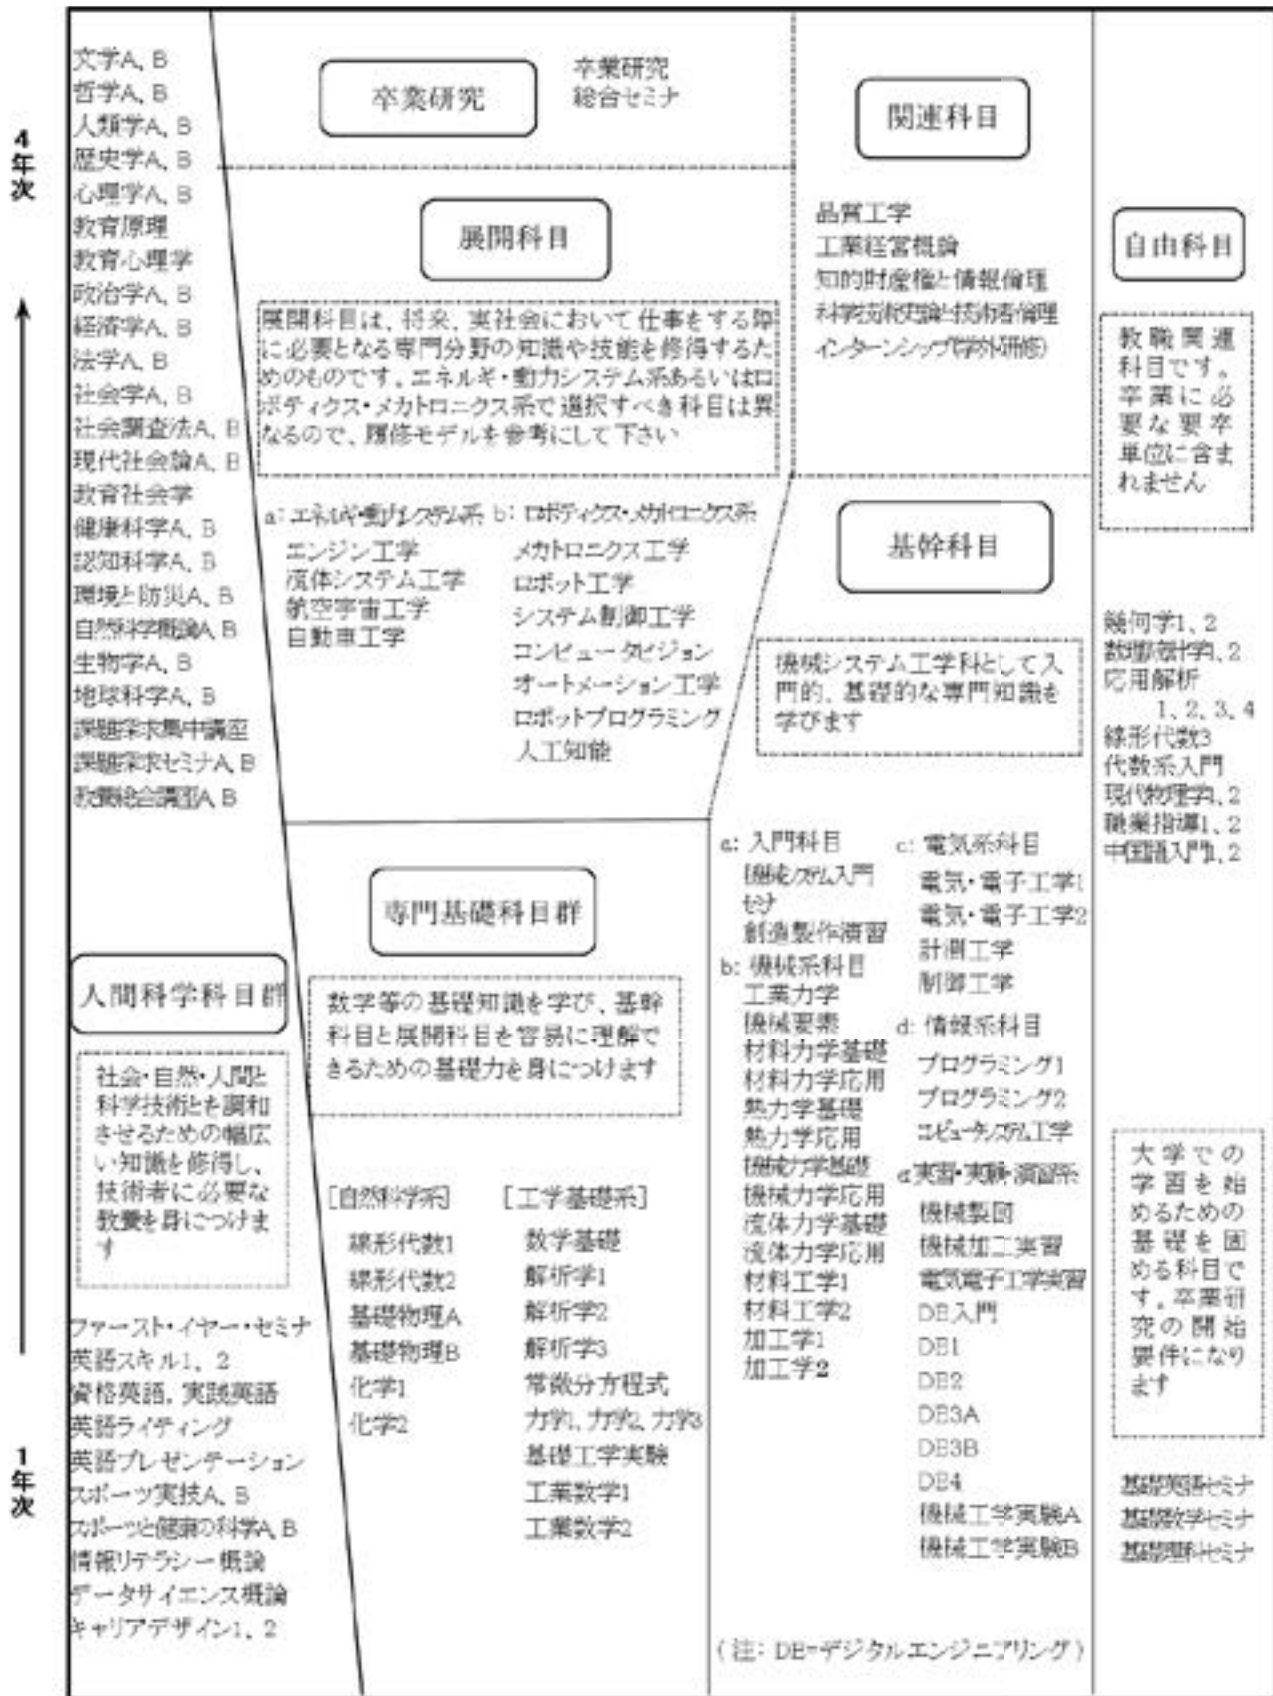 4年次
1年次
文学A、B
哲学A、B
人類学A、B
歴史学A、B
心理学A、B
教育原理
教育心理学
政治学A、B
経済学A、B
法学A、B
社会学A、B
社会調査法A、B
現代社会論A、B
教育社会学
健康科学A、B
認知科学A、B
環境と防災A、B
自然科学概論A、B
生物学A、B
地球科学A、B
課題探求集中講座
課題探求セミナA、B
教養総合講座A、B
人間科学科目群
社会・自然・人間と
科学技術とを調和
させるための幅広
い知識を修得し、
技術者に必要な
教養を身につけま
す
ファースト・イヤー・セミナ
英語スキル1、2
資格英語，実践英語
英語ライティング
英語プレゼンテーション
スポーツ実技A、B
スポーツと健康の科学A、B
情報リテラシー概論
データサイエンス概論
キャリアデザイン1、2
卒業研究
卒業研究
総合セミナ
展開科目
展開科目は、将来、実社会において仕事をする際
に必要となる専門分野の知識や技能を修得するた
めのものです。エネルギ・動力システム系あるいはロ
ボティクス・メカトロニクス系で選択すべき科目は異
なるので、履修モデルを参考にして下さい
a: エネルギ・動力システム系
エンジン工学
流体システム工学
航空宇宙工学
自動車工学
b: ロボティクス・メカトロニクス系
メカトロニクス工学
ロボット工学
システム制御工学
コンピュータビジョン
オートメーション工学
ロボットプログラミング
人工知能
専門基礎科目群
数学等の基礎知識を学び、基幹
科目と展開科目を容易に理解で
きるための基礎力を身につけます
[自然科学系]
線形代数1
線形代数2
基礎物理A
基礎物理B
化学1
化学2
[工学基礎系]
数学基礎
解析学1
解析学2
解析学3
常微分方程式
力学1、力学2、力学3
基礎工学実験
工業数学1
工業数学2
関連科目
品質工学
工業経営概論
知的財産権と情報倫理
科学技術史論と技術者倫理
インターンシップ(学外研修)
基幹科目
機械システム工学科として入
門的、基礎的な専門知識を
学びます
a: 入門科目
機械システム入門
セミナ
創造製作演習
b: 機械系科目
工業力学
機械要素
材料力学基礎
材料力学応用
熱力学基礎
熱力学応用
機械力学基礎
機械力学応用
流体力学基礎
流体力学応用
材料工学1
材料工学2
加工学1
加工学2
c: 電気系科目
電気・電子工学1
電気・電子工学2
計測工学
制御工学
d: 情報系科目
プログラミング1
プログラミング2
コンピュータシステム工学
実習・実験・演習系
機械製図
機械加工実習
電気電子工学実習
DE入門
DE1
DE2
DE3A
DE3B
DE4
機械工学実験A
機械工学実験B
(注: DE=デジタルエンジニアリング)
自由科目
教職関連
科目です。
卒業に必
要な要卒
単位に含ま
れません
幾何学1、2
数理統計学1、2
応用解析
1、2、3、4
線形代数3
代数系入門
現代物理学1、2
職業指導1、2
中国語入門1、2
大学での
学習を始
めるための
基礎を固
める科目で
す。卒業研
究の開始
要件になり
ます
基礎英語セミナ
基礎数学セミナ
基礎理科セミナ